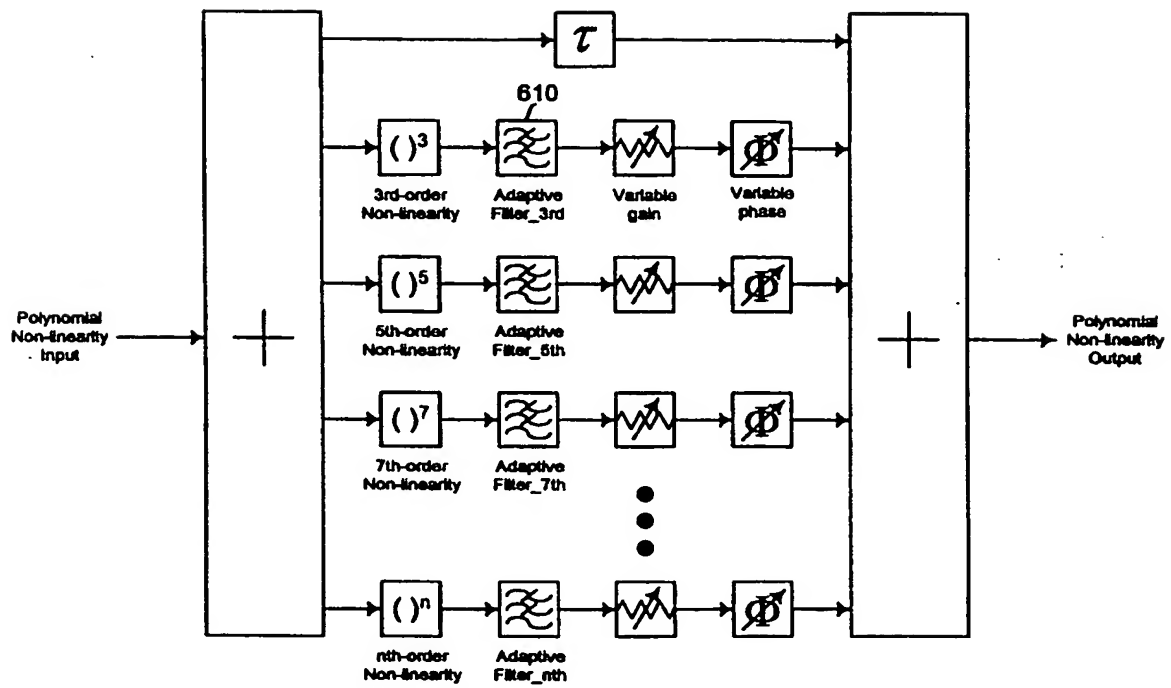 τ
610
( )3
Φ
3rd-order
Non-linearity
Adaptive
Filter_3rd
Variable
gain
Variable
phase
( )5
Φ
5th-order
Non-linearity
Adaptive
Filter_5th
Polynomial
Non-linearity
Input
+
+
Polynomial
Non-linearity
Output
( )7
Φ
7th-order
Non-linearity
Adaptive
Filter_7th
( )n
Φ
nth-order
Non-linearity
Adaptive
Filter_nth